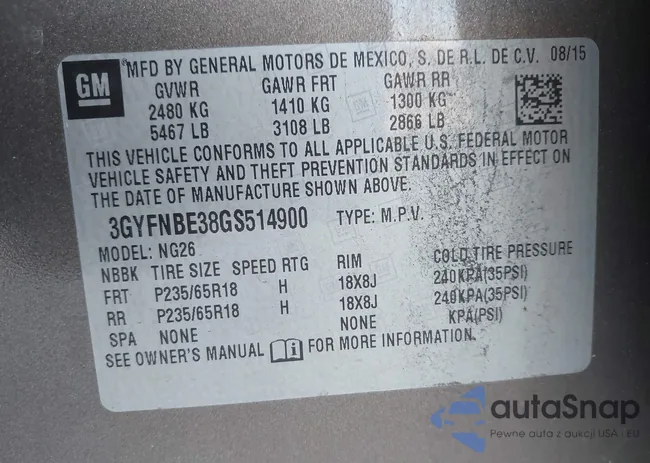 GM
MFD BY GENERAL MOTORS DE MEXICO, S. DE R.L. DE C.V. 08/15
GVWR GAWR FRT GAWR RR
2480 KG 1410 KG 1300 KG
5467 LB 3108 LB 2866 LB
THIS VEHICLE CONFORMS TO ALL APPLICABLE U.S. FEDERAL MOTOR
VEHICLE SAFETY AND THEFT PREVENTION STANDARDS IN EFFECT ON
THE DATE OF MANUFACTURE SHOWN ABOVE.
3GYFNBE38GS514900 TYPE: M.P.V.
MODEL: NG26
NBBK TIRE SIZE SPEED RTG RIM COLD TIRE PRESSURE
FRT P235/65R18 H 18X8J 240KPA(35PSI)
RR P235/65R18 H 18X8J 240KPA(35PSI)
SPA NONE NONE KPA(PSI)
SEE OWNER'S MANUAL FOR MORE INFORMATION.
autaSnap
Pewne auta z aukcji USA - EU